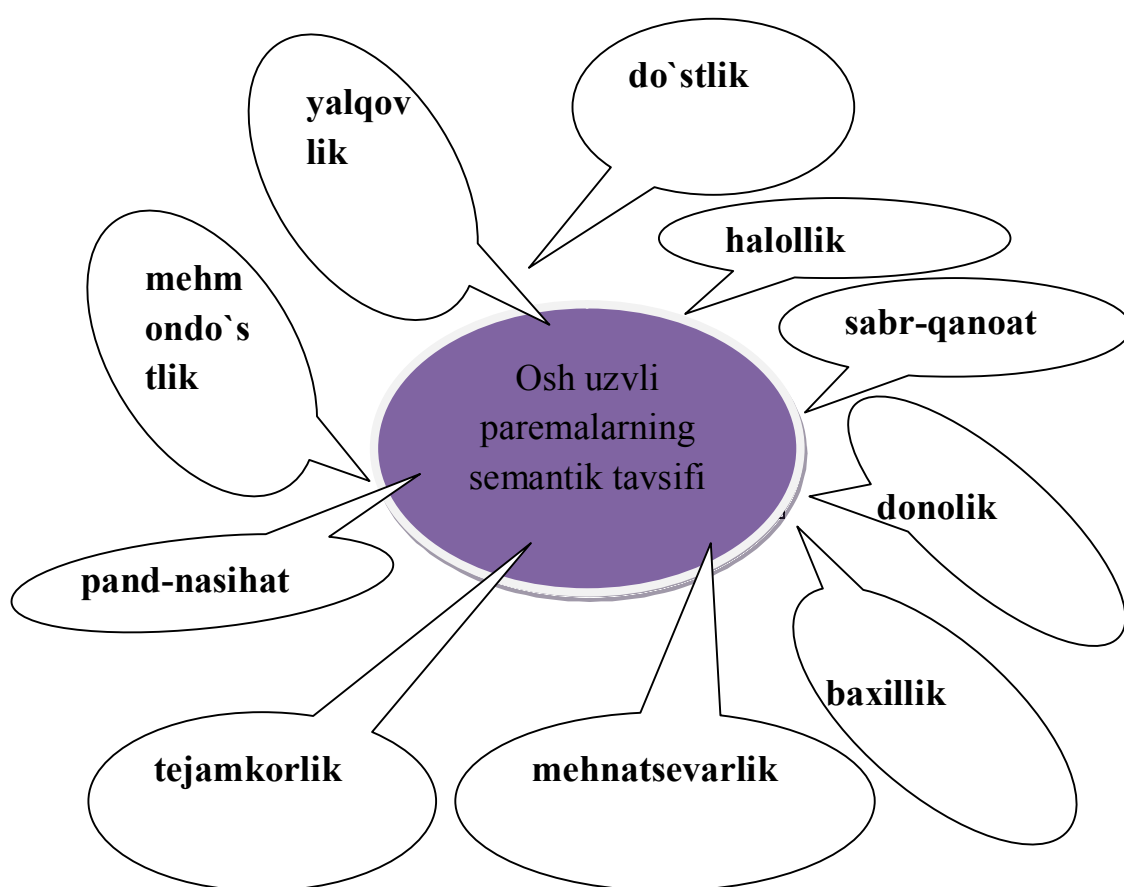 do`stlik
yalqov
lik
halollik
mehm
ondo`s
tlik
sabr-qanoat
Osh uzvli
paremalarning
semantik tavsifi
donolik
pand-nasihat
baxillik
tejamkorlik
mehnatsevarlik